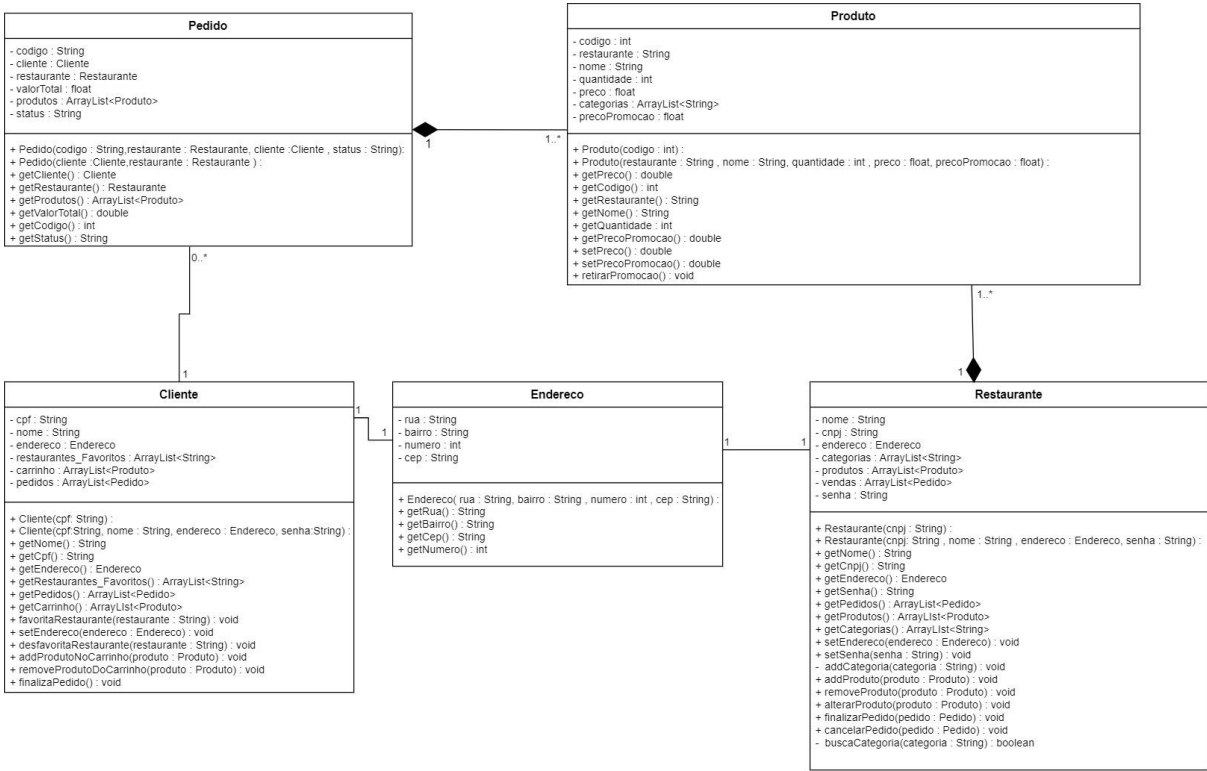 Pedido
- codigo : String
- cliente : Cliente
- restaurante : Restaurante
- valorTotal : float
- produtos : ArrayList<Produto>
- status : String
+ Pedido(codigo : String,restaurante : Restaurante, cliente :Cliente , status : String):
+ Pedido(cliente :Cliente,restaurante : Restaurante ) :
+ getCliente() : Cliente
+ getRestaurante() : Restaurante
+ getProdutos() : ArrayList<Produto>
+ getValorTotal() : double
+ getCodigo() : int
+ getStatus() : String
1
1..*
Produto
- codigo : int
- restaurante : String
- nome : String
- quantidade : int
- preco : float
- categorias : ArrayList<String>
- precoPromocao : float
+ Produto(codigo : int) :
+ Produto(restaurante : String , nome : String, quantidade : int , preco : float, precoPromocao : float) :
+ getPreco() : double
+ getCodigo() : int
+ getRestaurante() : String
+ getNome() : String
+ getQuantidade : int
+ getPrecoPromocao() : double
+ setPreco() : double
+ setPrecoPromocao() : double
+ retirarPromocao() : void
0..*
1
1..*
1
Cliente
- cpf : String
- nome : String
- endereco : Endereco
- restaurantes_Favoritos : ArrayList<String>
- carrinho : ArrayList<Produto>
- pedidos : ArrayList<Pedido>
+ Cliente(cpf: String) :
+ Cliente(cpf:String, nome : String, endereco : Endereco, senha:String) :
+ getNome() : String
+ getCpf() : String
+ getEndereco() : Endereco
+ getRestaurantes_Favoritos() : ArrayList<String>
+ getPedidos() : ArrayList<Pedido>
+ getCarrinho() : ArrayLIst<Produto>
+ favoritaRestaurante(restaurante : String) : void
+ setEndereco(endereco : Endereco) : void
+ desfavoritaRestaurante(restaurante : String) : void
+ addProdutoNoCarrinho(produto : Produto) : void
+ removeProdutoDoCarrinho(produto : Produto) : void
+ finalizaPedido() : void
1
1
Endereco
- rua : String
- bairro : String
- numero : int
- cep : String
+ Endereco( rua : String, bairro : String , numero : int , cep : String) :
+ getRua() : String
+ getBairro() : String
+ getCep() : String
+ getNumero() : int
1
1
Restaurante
- nome : String
- cnpj : String
- endereco : Endereco
- categorias : ArrayList<String>
- produtos : ArrayList<Produto>
- vendas : ArrayList<Pedido>
- senha : String
+ Restaurante(cnpj : String) :
+ Restaurante(cnpj: String , nome : String , endereco : Endereco, senha : String) :
+ getNome() : String
+ getCnpj() : String
+ getEndereco() : Endereco
+ getSenha() : String
+ getPedidos() : ArrayList<Pedido>
+ getProdutos() : ArrayLIst<Produto>
+ getCategorias() : ArrayLIst<String>
+ setEndereco(endereco : Endereco) : void
+ setSenha(senha : String) : void
- addCategoria(categoria : String) : void
+ addProduto(produto : Produto) : void
+ removeProduto(produto : Produto) : void
+ alterarProduto(produto : Produto) : void
+ finalizarPedido(pedido : Pedido) : void
+ cancelarPedido(pedido : Pedido) : void
- buscaCategoria(categoria : String) : boolean